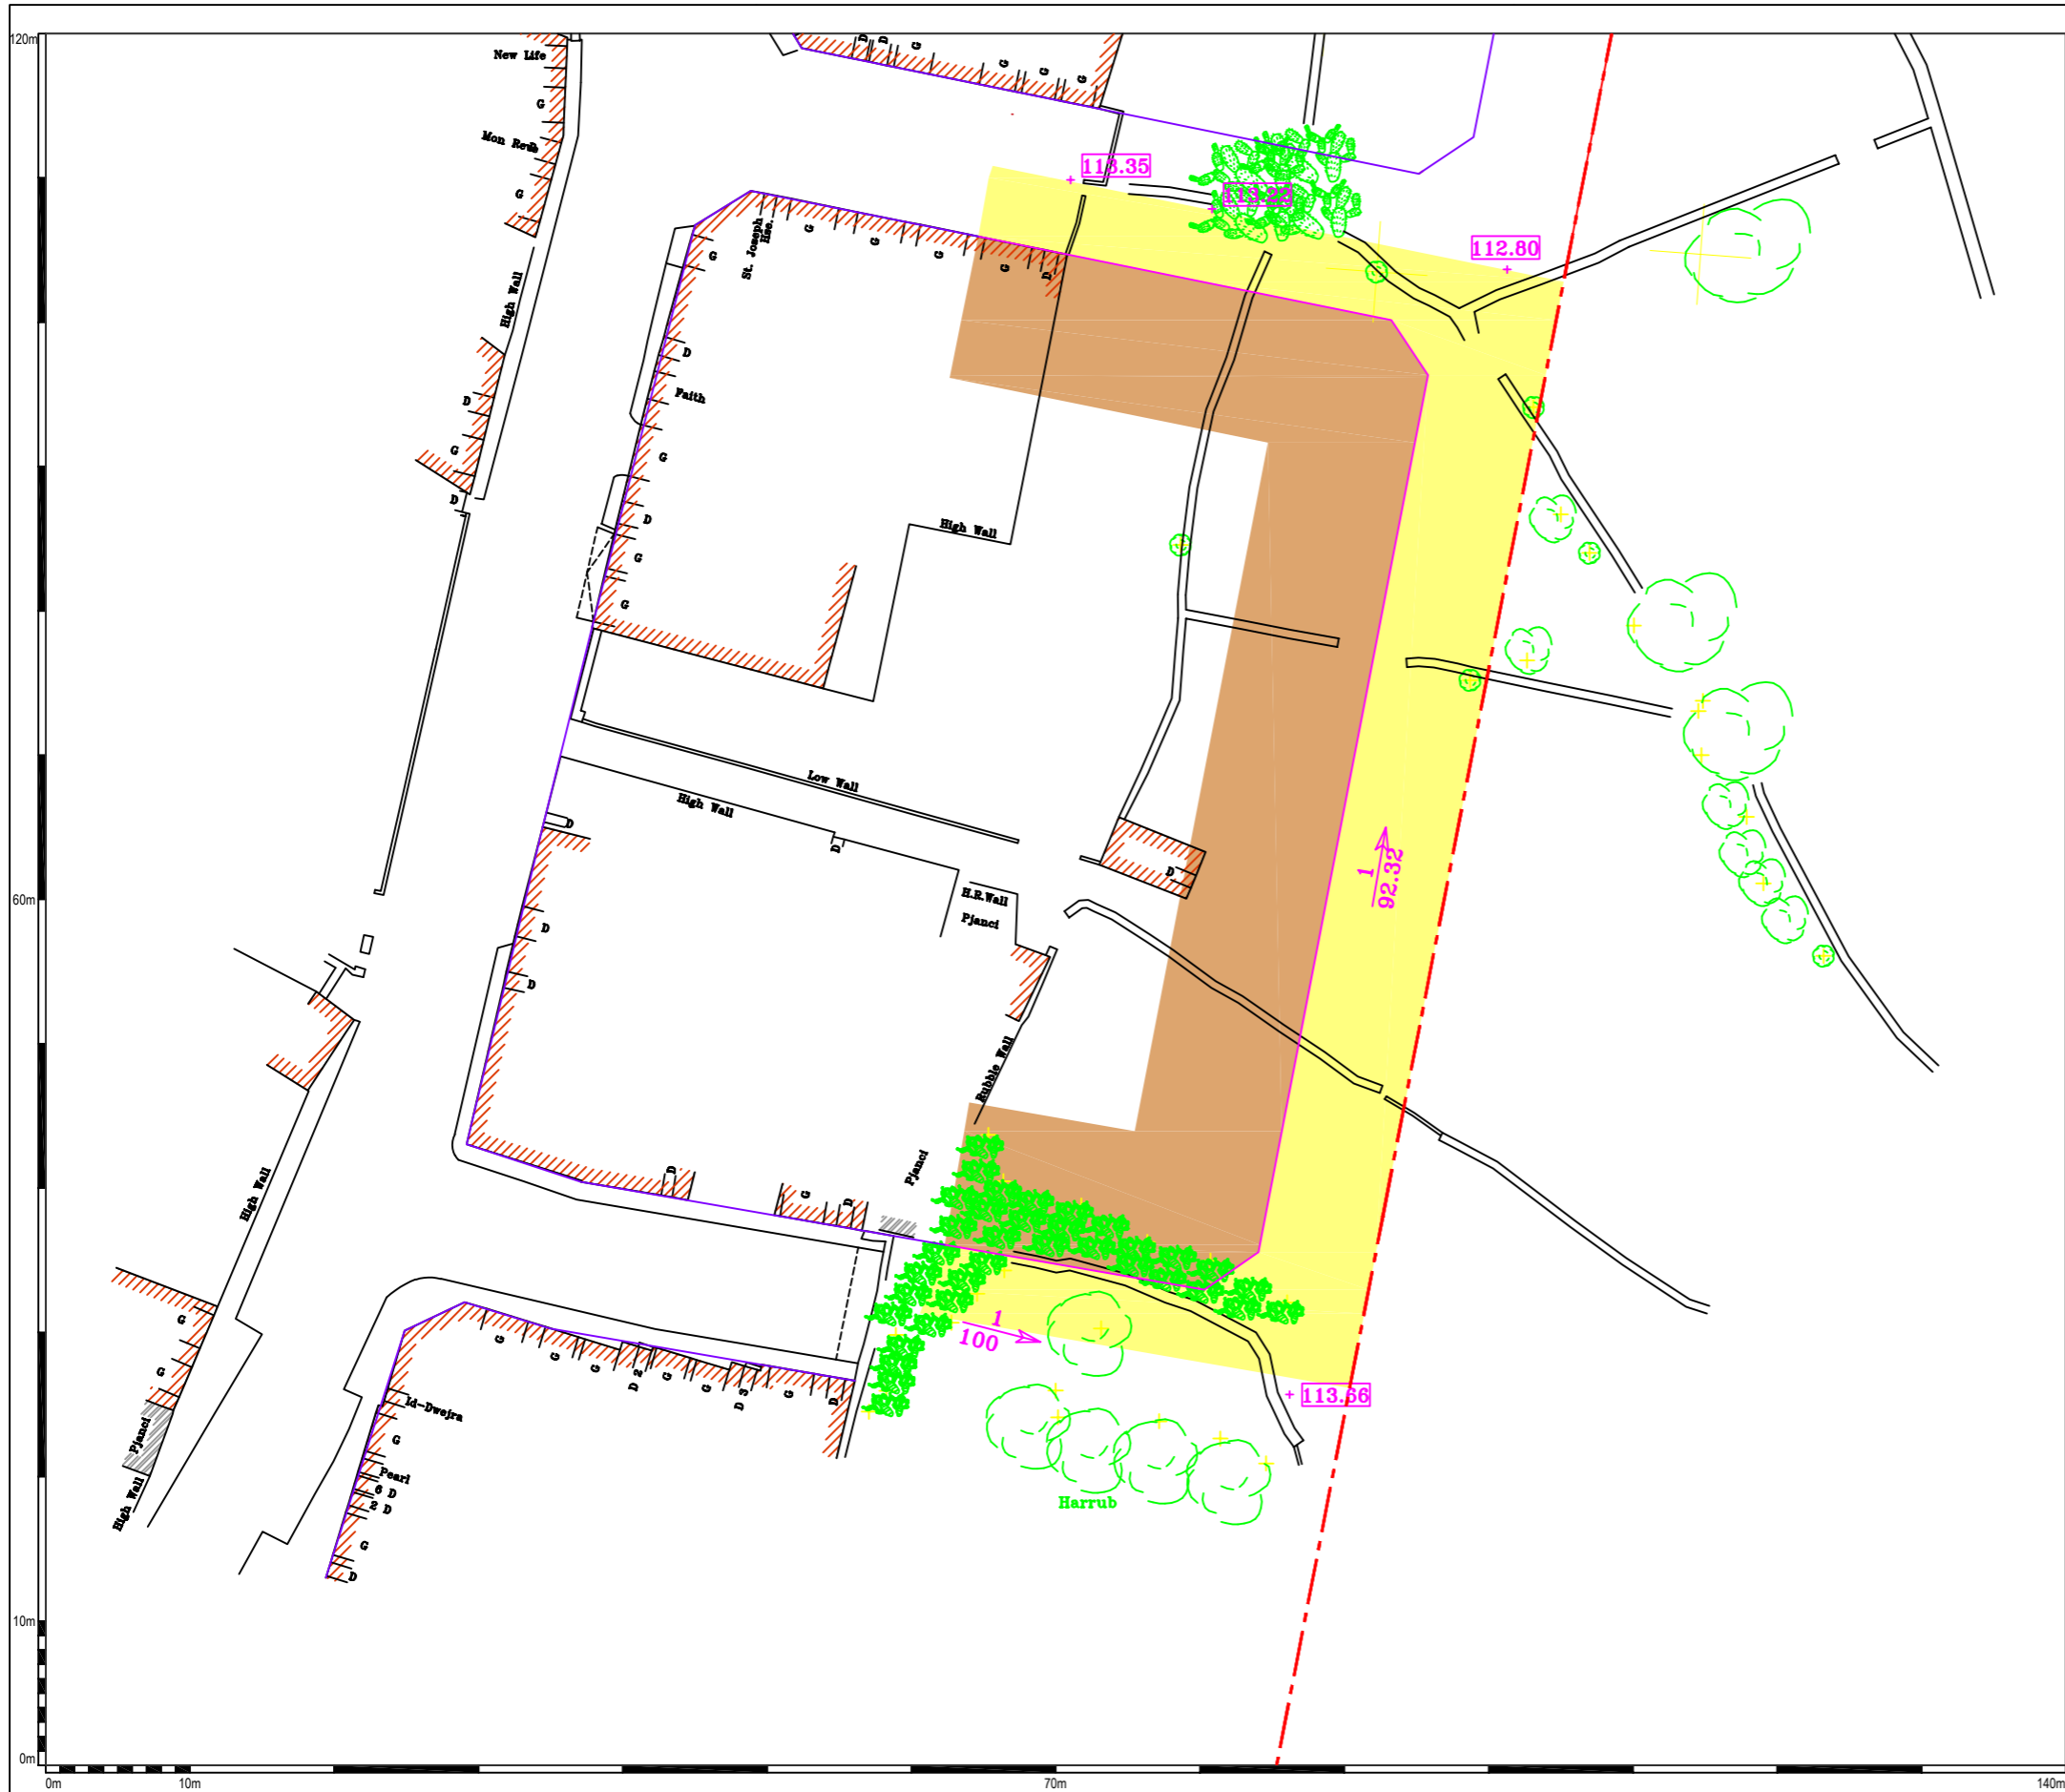 120m
New Life
D
D
G
G
G
G
G
Mon Reve
G
113.35
113.22
112.80
High Wall
St. Joseph
Hse.
G
G
G
G
G
D
D
Faith
D
G
G
D
High Wall
D
G
G
Low Wall
High Wall
D
D
D
60m
H.R.Wall
Pjanci
D
D
1
92.32
Rubble Wall
Pjanci
High Wall
D
G
D
1
100
G
G
G
G
G
D 2
G
G
D 3
G
D
113.66
Id-Dwejra
G
Pjanci
High Wall
Pearl
6 D
2 D
G
D
Harrub
10m
0m
0m
10m
70m
140m